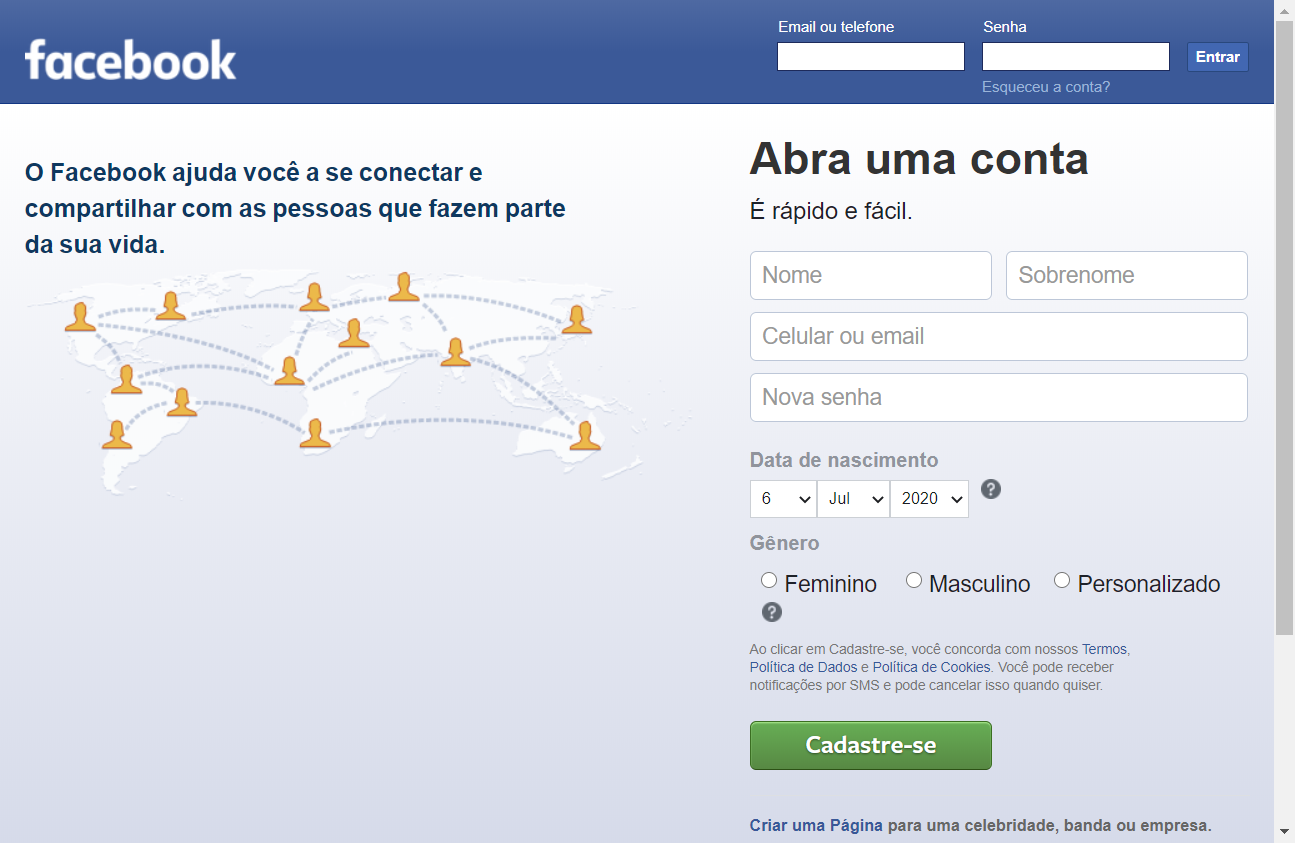 facebook
Email ou telefone
Senha
Entrar
Esqueceu a conta?
O Facebook ajuda você a se conectar e
compartilhar com as pessoas que fazem parte
da sua vida.
Abra uma conta
É rápido e fácil.
Nome
Sobrenome
Celular ou email
Nova senha
Data de nascimento
6 Jul 2020 ?
Gênero
Feminino Masculino Personalizado
?
Ao clicar em Cadastre-se, você concorda com nossos Termos,
Política de Dados e Política de Cookies. Você pode receber
notificações por SMS e pode cancelar isso quando quiser.
Cadastre-se
Criar uma Página para uma celebridade, banda ou empresa.